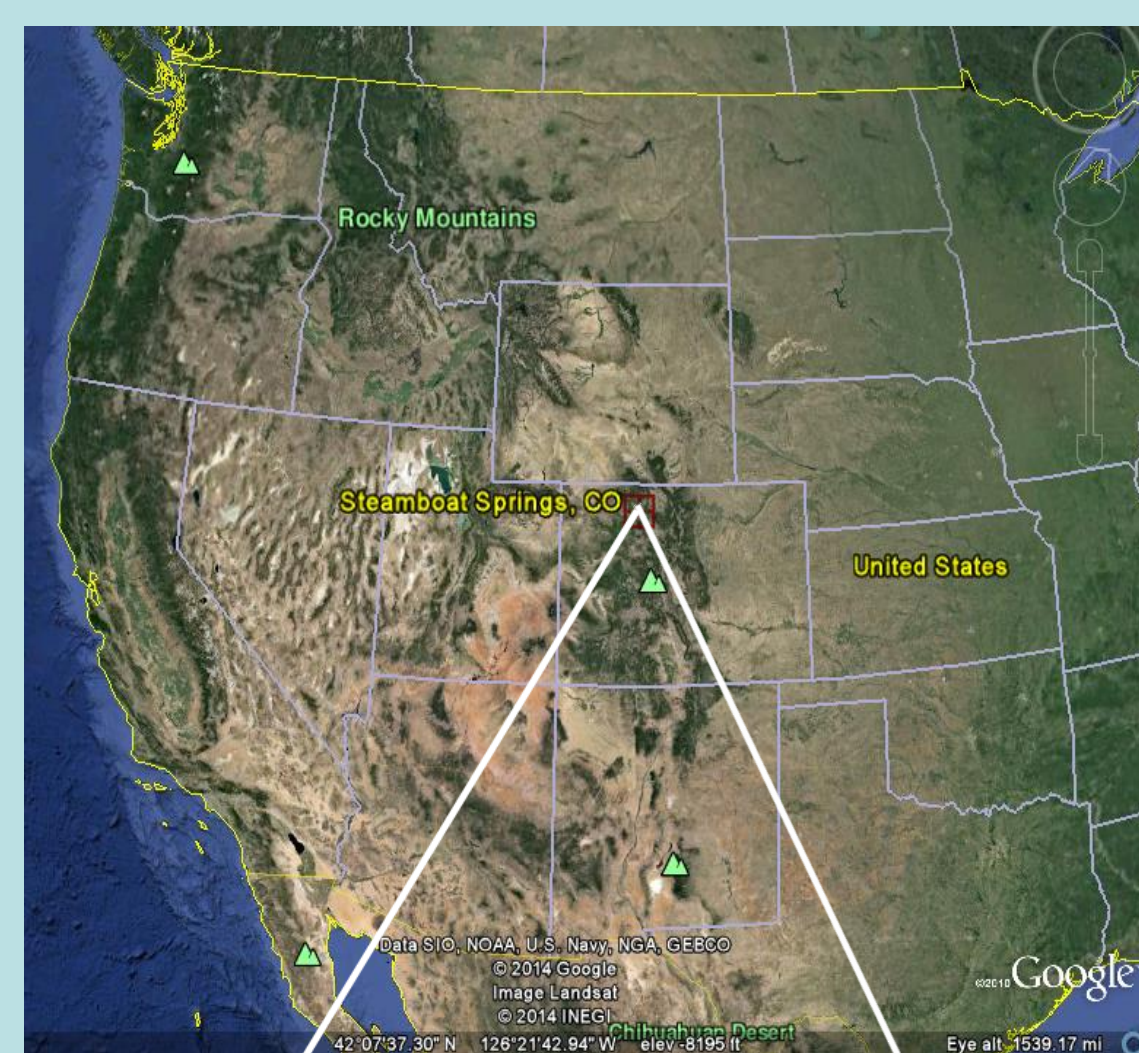 Rocky Mountains
Steamboat Springs, CO
United States
Data SIO, NOAA, U.S. Navy, NGA, GEBCO
© 2014 Google
Image Landsat
© 2014 INEGI
©2010 Google
Chihuahuan Desert
42°07'37.30" N 126°21'42.94" W elev -8195 ft Eye alt 1539.17 mi